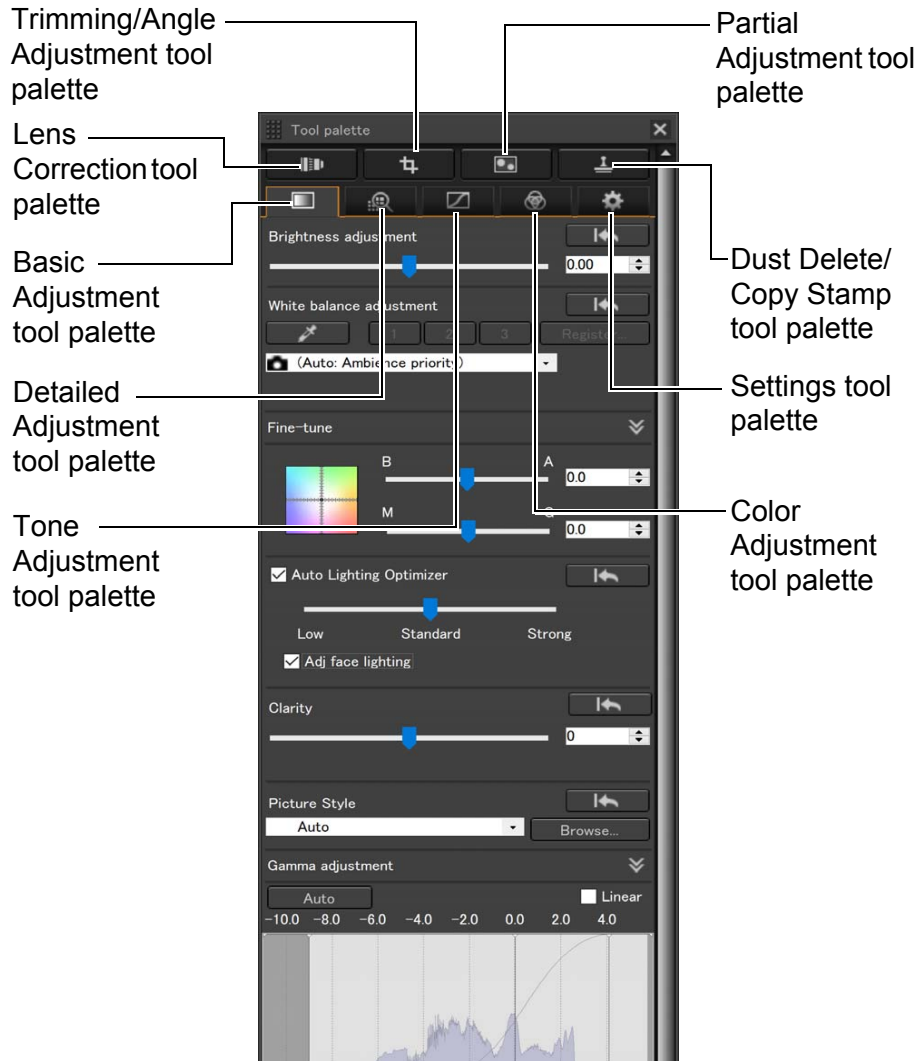 Trimming/Angle
Adjustment tool
palette
Partial
Adjustment tool
palette
Lens
Correction tool
palette
Basic
Adjustment
tool palette
Detailed
Adjustment
tool palette
Tone
Adjustment
tool palette
Dust Delete/
Copy Stamp
tool palette
Settings tool
palette
Color
Adjustment
tool palette
Tool palette
Brightness adjustment
0.00
White balance adjustment
1 2 3 Register...
(Auto: Ambience priority)
Fine-tune
B A
0.0
M G
0.0
Auto Lighting Optimizer
Low Standard Strong
Adj face lighting
Clarity
0
Picture Style
Auto Browse...
Gamma adjustment
Auto Linear
-10.0 -8.0 -6.0 -4.0 -2.0 0.0 2.0 4.0